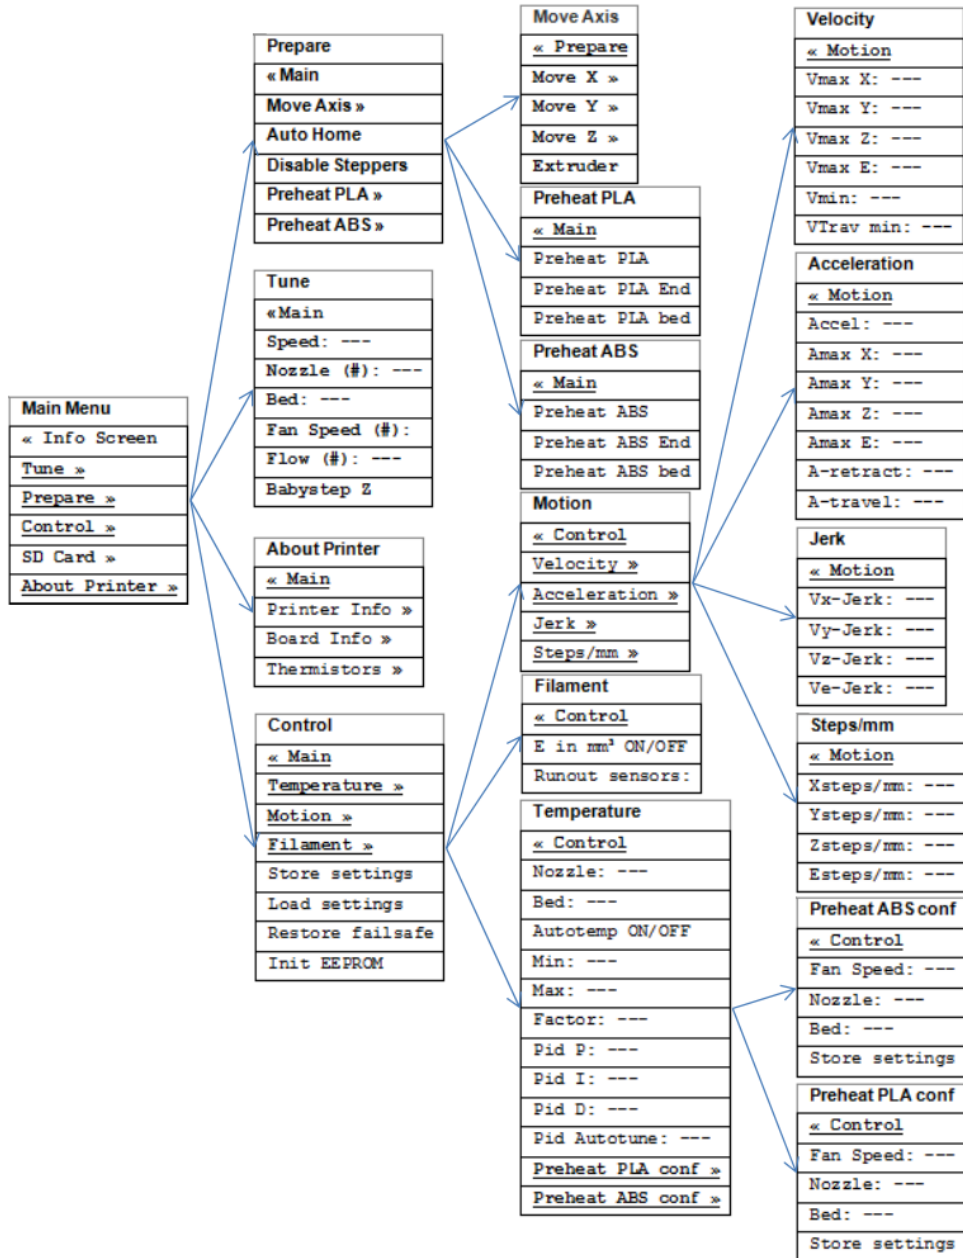 Main Menu
« Info Screen
Tune »
Prepare »
Control »
SD Card »
About Printer »
Prepare
« Main
Move Axis »
Auto Home
Disable Steppers
Preheat PLA »
Preheat ABS »
Tune
«Main
Speed: ---
Nozzle (#): ---
Bed: ---
Fan Speed (#):
Flow (#): ---
Babystep Z
About Printer
« Main
Printer Info »
Board Info »
Thermistors »
Control
« Main
Temperature »
Motion »
Filament »
Store settings
Load settings
Restore failsafe
Init EEPROM
Move Axis
« Prepare
Move X »
Move Y »
Move Z »
Extruder
Preheat PLA
« Main
Preheat PLA
Preheat PLA End
Preheat PLA bed
Preheat ABS
« Main
Preheat ABS
Preheat ABS End
Preheat ABS bed
Motion
« Control
Velocity »
Acceleration »
Jerk »
Steps/mm »
Filament
« Control
E in mm³ ON/OFF
Runout sensors:
Temperature
« Control
Nozzle: ---
Bed: ---
Autotemp ON/OFF
Min: ---
Max: ---
Factor: ---
Pid P: ---
Pid I: ---
Pid D: ---
Pid Autotune: ---
Preheat PLA conf »
Preheat ABS conf »
Velocity
« Motion
Vmax X: ---
Vmax Y: ---
Vmax Z: ---
Vmax E: ---
Vmin: ---
VTrav min: ---
Acceleration
« Motion
Accel: ---
Amax X: ---
Amax Y: ---
Amax Z: ---
Amax E: ---
A-retract: ---
A-travel: ---
Jerk
« Motion
Vx-Jerk: ---
Vy-Jerk: ---
Vz-Jerk: ---
Ve-Jerk: ---
Steps/mm
« Motion
Xsteps/mm: ---
Ysteps/mm: ---
Zsteps/mm: ---
Esteps/mm: ---
Preheat ABS conf
« Control
Fan Speed: ---
Nozzle: ---
Bed: ---
Store settings
Preheat PLA conf
« Control
Fan Speed: ---
Nozzle: ---
Bed: ---
Store settings